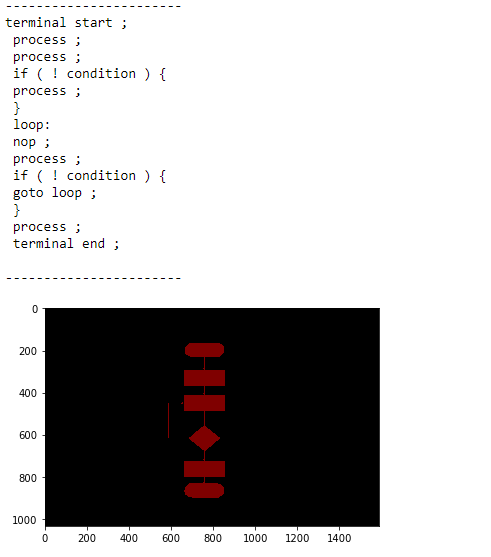 -----------------------
terminal start ;
process ;
process ;
if ( ! condition ) {
process ;
}
loop:
nop ;
process ;
if ( ! condition ) {
goto loop ;
}
process ;
terminal end ;
-----------------------
0
200
400
600
800
1000
0 200 400 600 800 1000 1200 1400